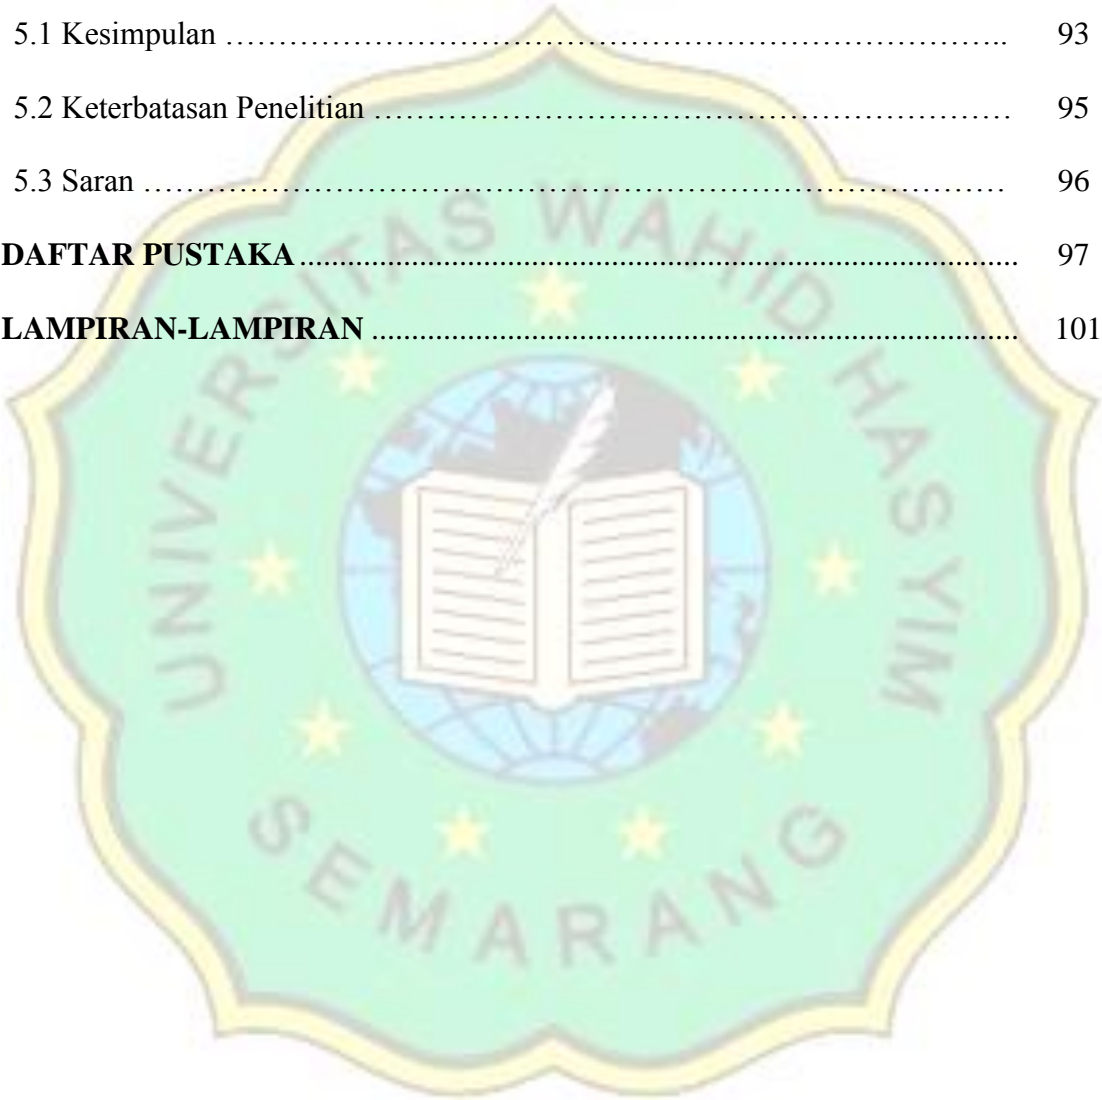 5.1 Kesimpulan ……………………………………………………………….. 93
5.2 Keterbatasan Penelitian …………………………………………………… 95
5.3 Saran ……………………………………………………………………… 96
DAFTAR PUSTAKA ........................................................................................... 97
LAMPIRAN-LAMPIRAN .................................................................................. 101
UNIVERSITAS WAHID HASYIM
SEMARANG